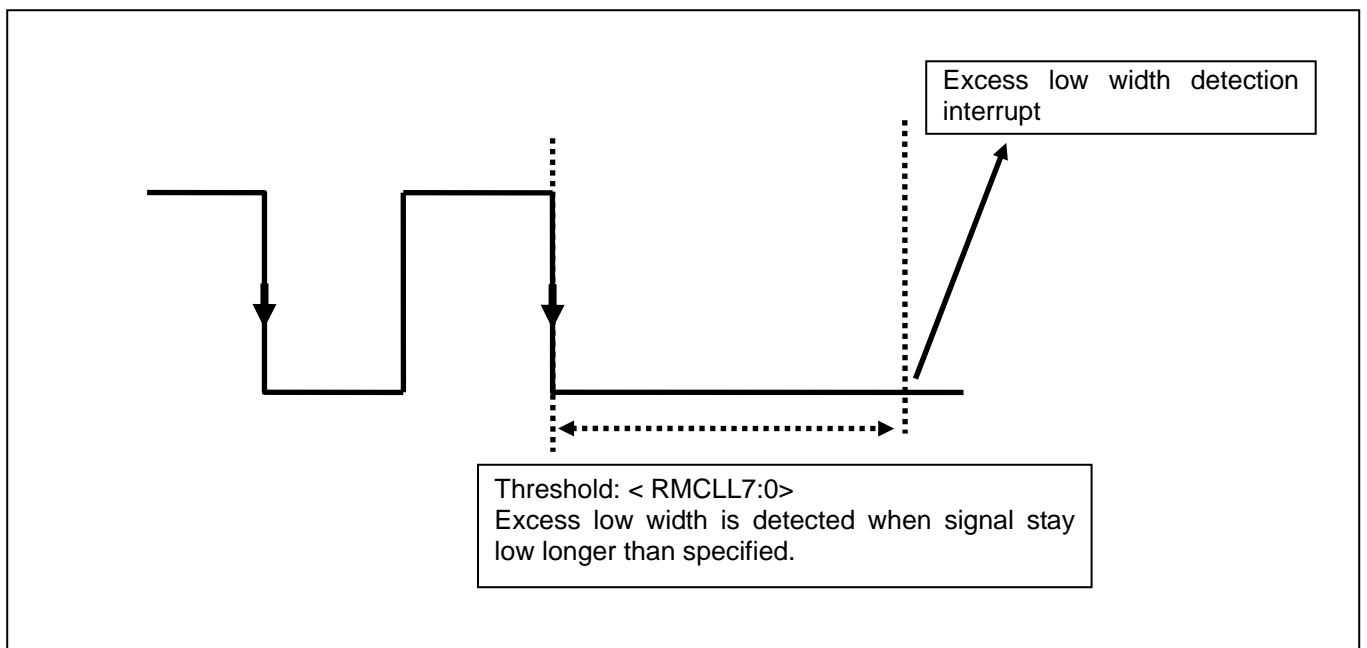 Excess low width detection
interrupt
Threshold: < RMCLL7:0>
Excess low width is detected when signal stay
low longer than specified.